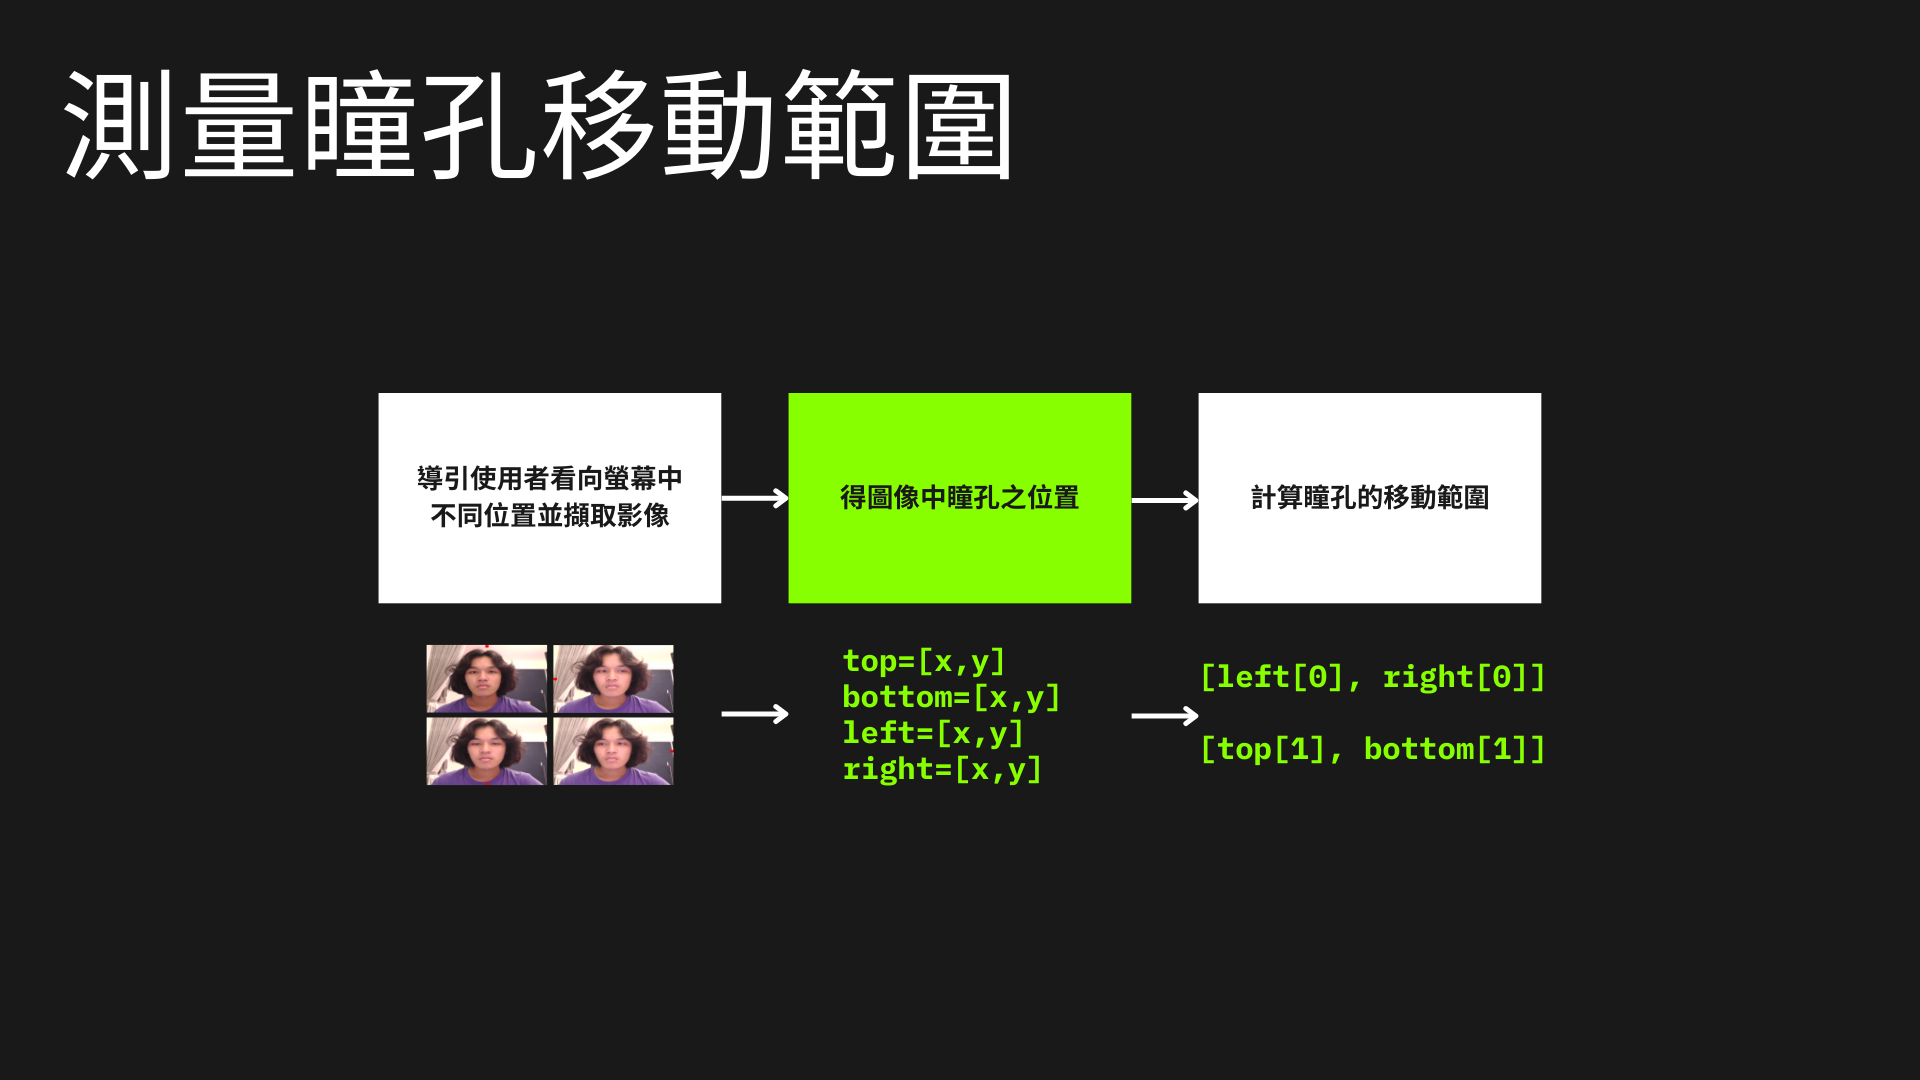 測量瞳孔移動範圍
導引使用者看向螢幕中
不同位置並擷取影像
得圖像中瞳孔之位置
計算瞳孔的移動範圍
top=[x,y]
bottom=[x,y]
left=[x,y]
right=[x,y]
[left[0], right[0]]
[top[1], bottom[1]]